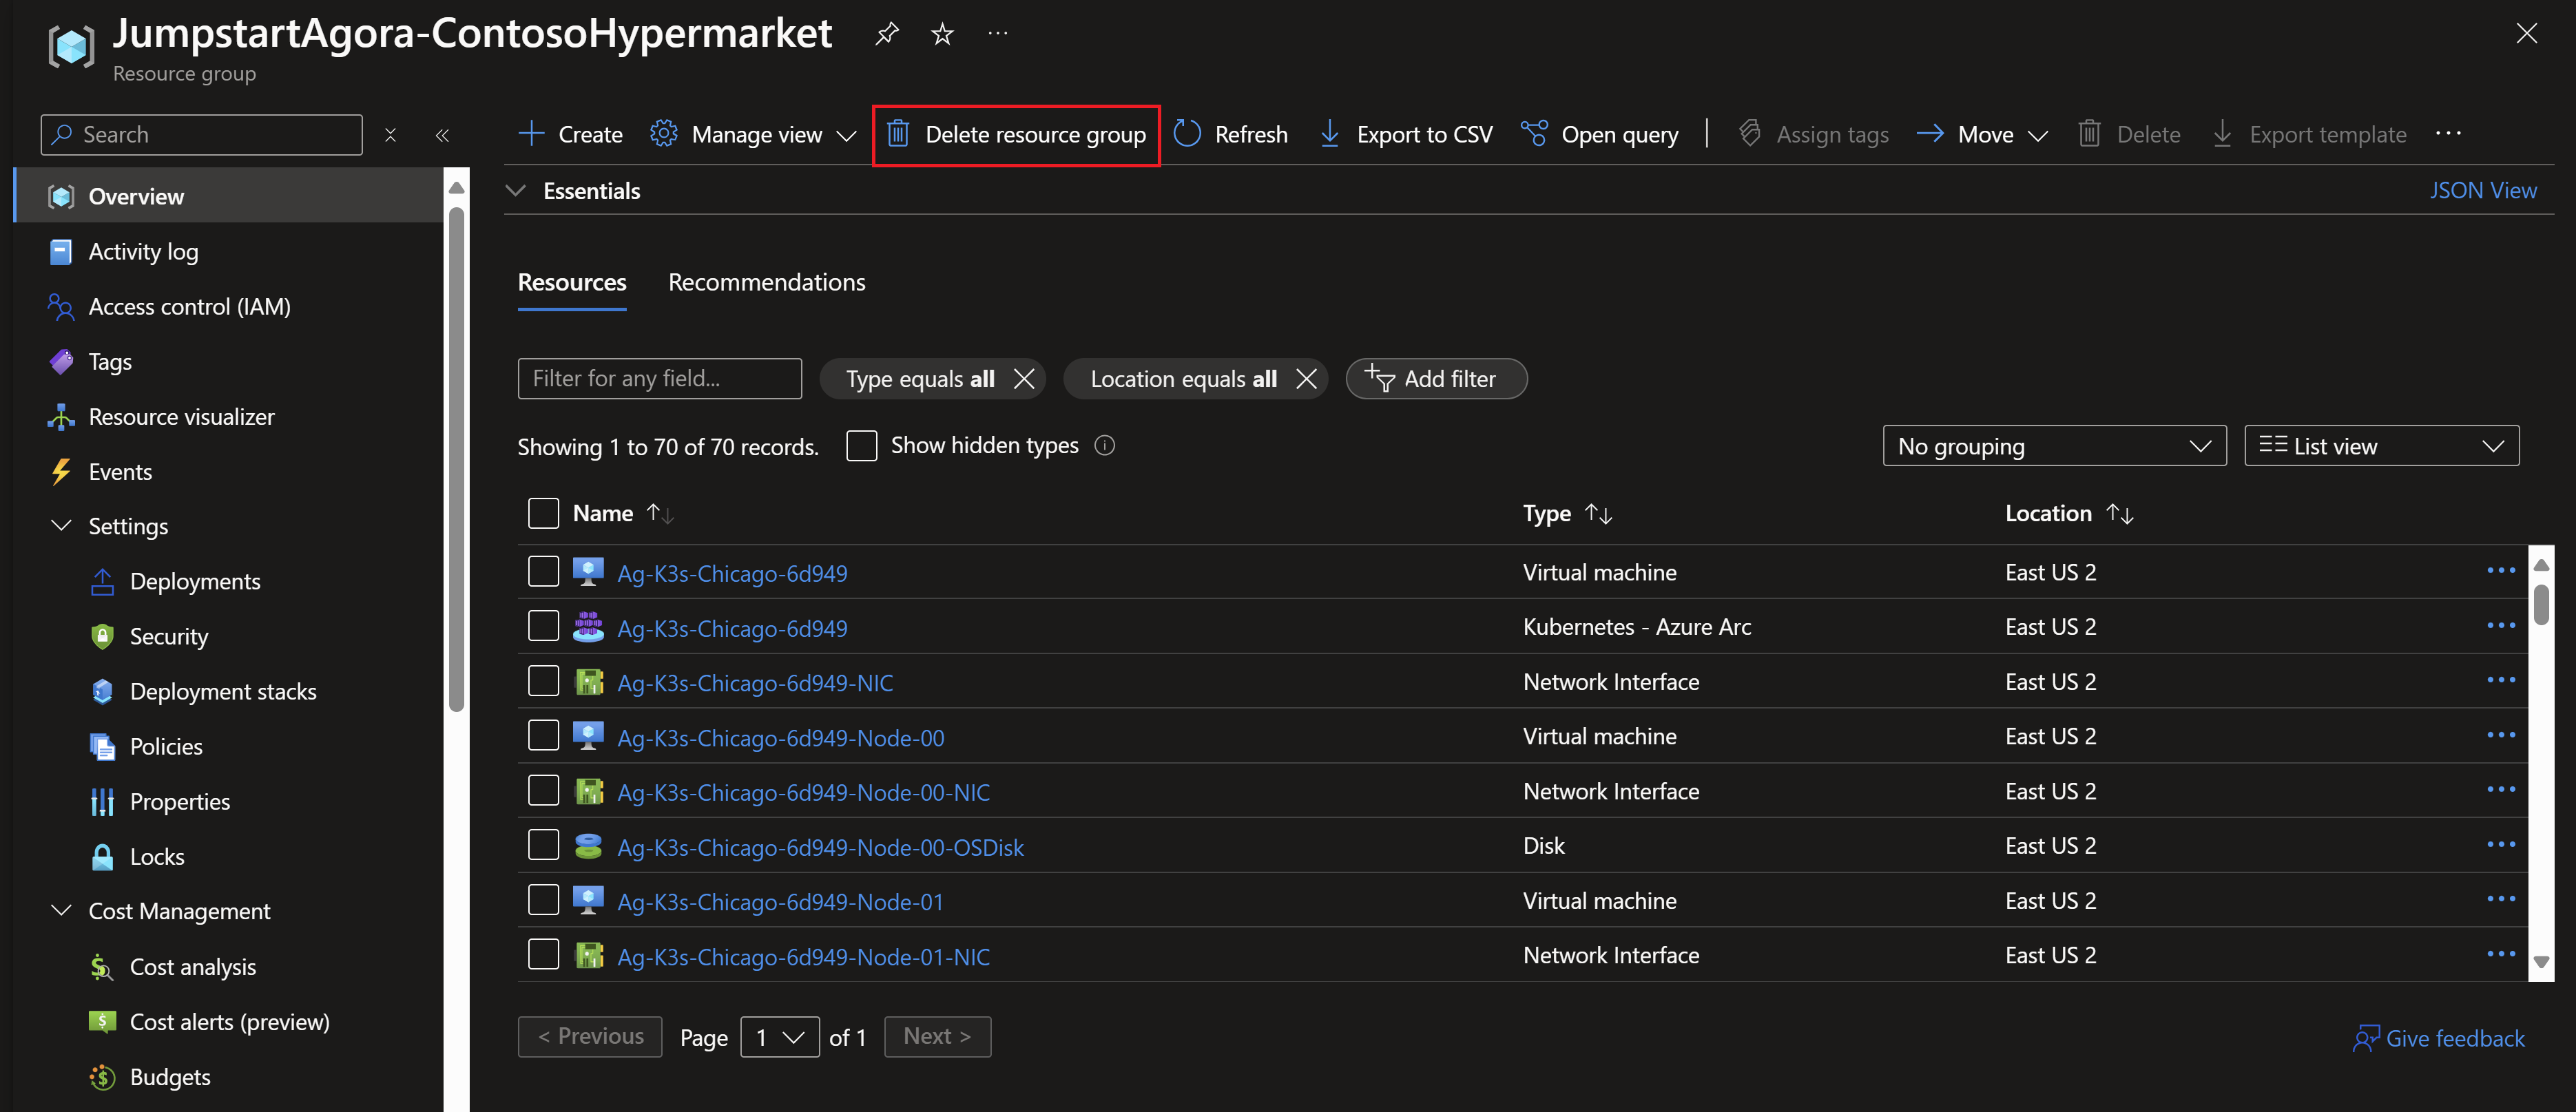 JumpstartAgora-ContosoHypermarket
Resource group
Search
Create
Manage view
Delete resource group
Refresh
Export to CSV
Open query
Assign tags
Move
Delete
Export template
Overview
Activity log
Access control (IAM)
Tags
Resource visualizer
Events
Settings
Deployments
Security
Deployment stacks
Policies
Properties
Locks
Cost Management
Cost analysis
Cost alerts (preview)
Budgets
Essentials
JSON View
Resources
Recommendations
Filter for any field...
Type equals all
Location equals all
Add filter
Showing 1 to 70 of 70 records.
Show hidden types
No grouping
List view
Name Type Location
Ag-K3s-Chicago-6d949 Virtual machine East US 2
Ag-K3s-Chicago-6d949 Kubernetes - Azure Arc East US 2
Ag-K3s-Chicago-6d949-NIC Network Interface East US 2
Ag-K3s-Chicago-6d949-Node-00 Virtual machine East US 2
Ag-K3s-Chicago-6d949-Node-00-NIC Network Interface East US 2
Ag-K3s-Chicago-6d949-Node-00-OSDisk Disk East US 2
Ag-K3s-Chicago-6d949-Node-01 Virtual machine East US 2
Ag-K3s-Chicago-6d949-Node-01-NIC Network Interface East US 2
< Previous Page 1 of 1 Next >
Give feedback